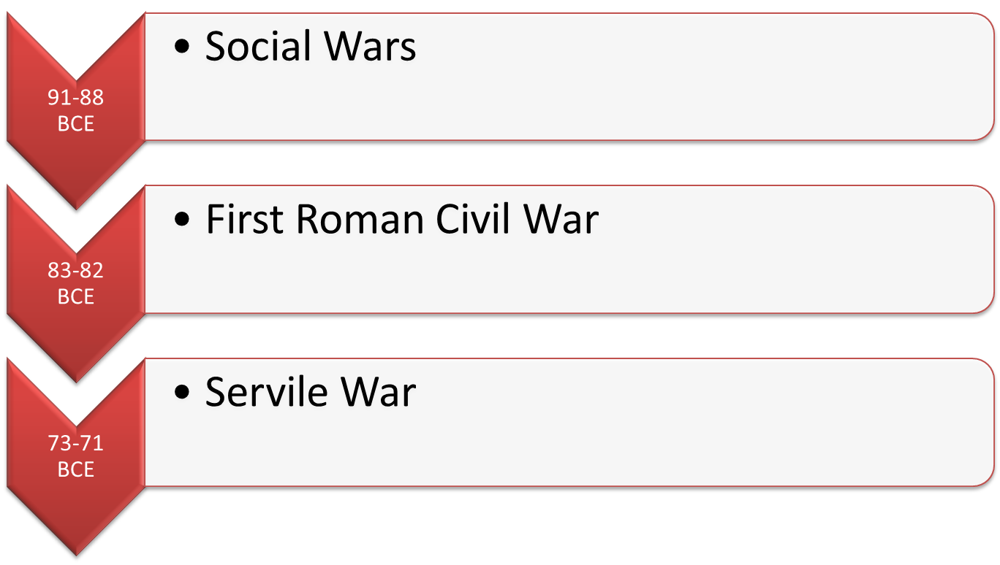 91-88
BCE
• Social Wars
83-82
BCE
• First Roman Civil War
73-71
BCE
• Servile War